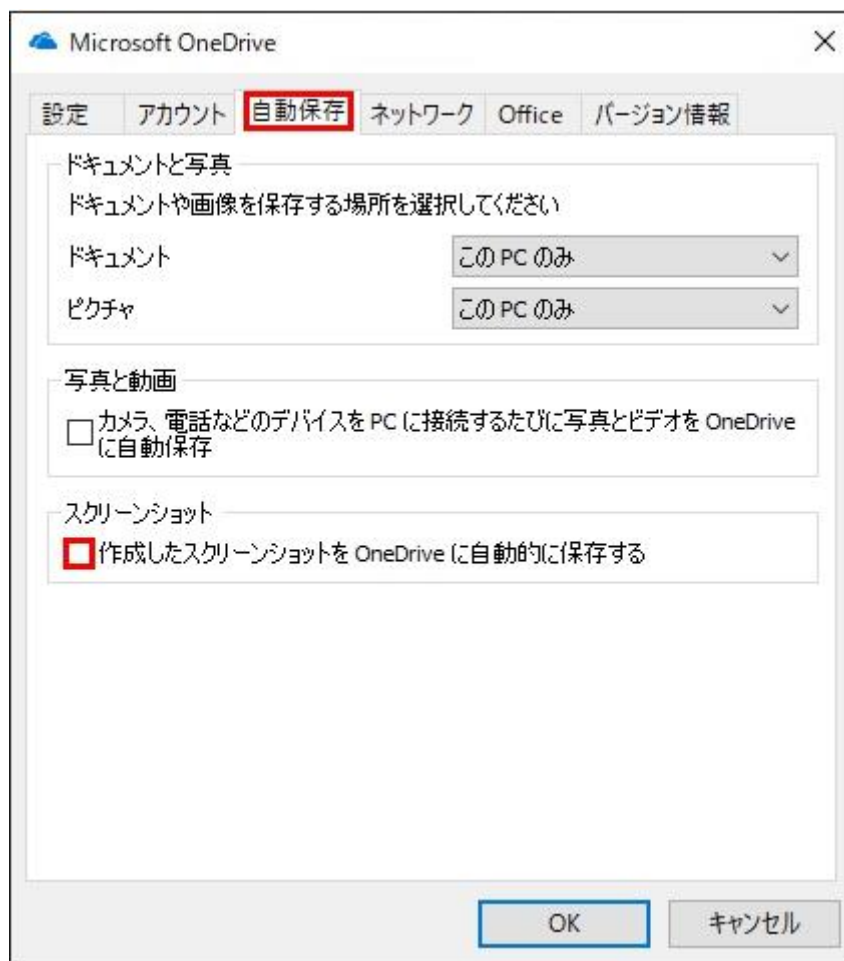 Microsoft OneDrive
設定 アカウント 自動保存 ネットワーク Office バージョン情報
ドキュメントと写真
ドキュメントや画像を保存する場所を選択してください
ドキュメント この PC のみ
ピクチャ この PC のみ
写真と動画
カメラ、電話などのデバイスを PC に接続するたびに写真とビデオを OneDrive
に自動保存
スクリーンショット
作成したスクリーンショットを OneDrive に自動的に保存する
OK キャンセル